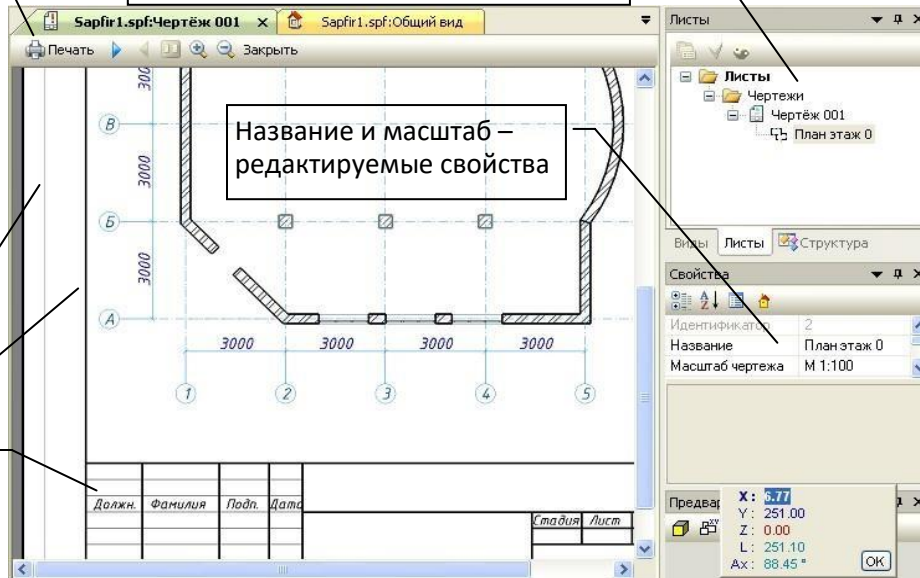 Sapfir1.spf:Чертёж 001
Sapfir1.spf:Общий вид
Печать
Закрыть
3000
В
3000
Б
3000
А
3000 3000 3000 3000
1 2 3 4 5
Название и масштаб –
редактируемые свойства
Должн. Фамилия Подп. Дата
Стадия Лист
Листы
Листы
Чертежи
Чертёж 001
План этаж 0
Виды Листы Структура
Свойства
Идентификатор 2
Название План этаж 0
Масштаб чертежа М 1:100
Предвар
X: 6.77
Y: 251.00
Z: 0.00
L: 251.10
Ax: 88.45 °
OK